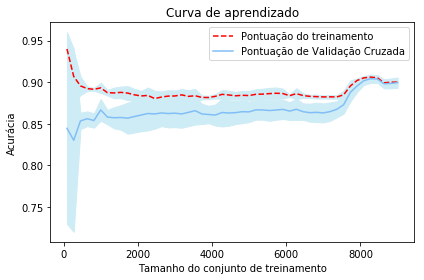 Curva de aprendizado
Pontuação do treinamento
Pontuação de Validação Cruzada
0.95
0.90
0.85
0.80
0.75
Acurácia
0
2000
4000
6000
8000
Tamanho do conjunto de treinamento